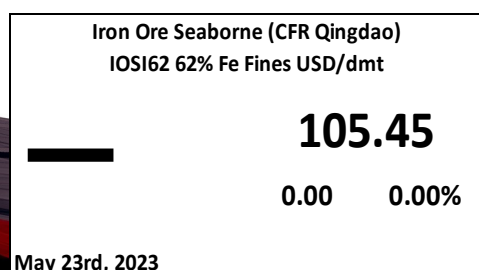 Iron Ore Seaborne (CFR Qingdao)
IOSI62 62% Fe Fines USD/dmt
105.45
0.00 0.00%
May 23rd, 2023